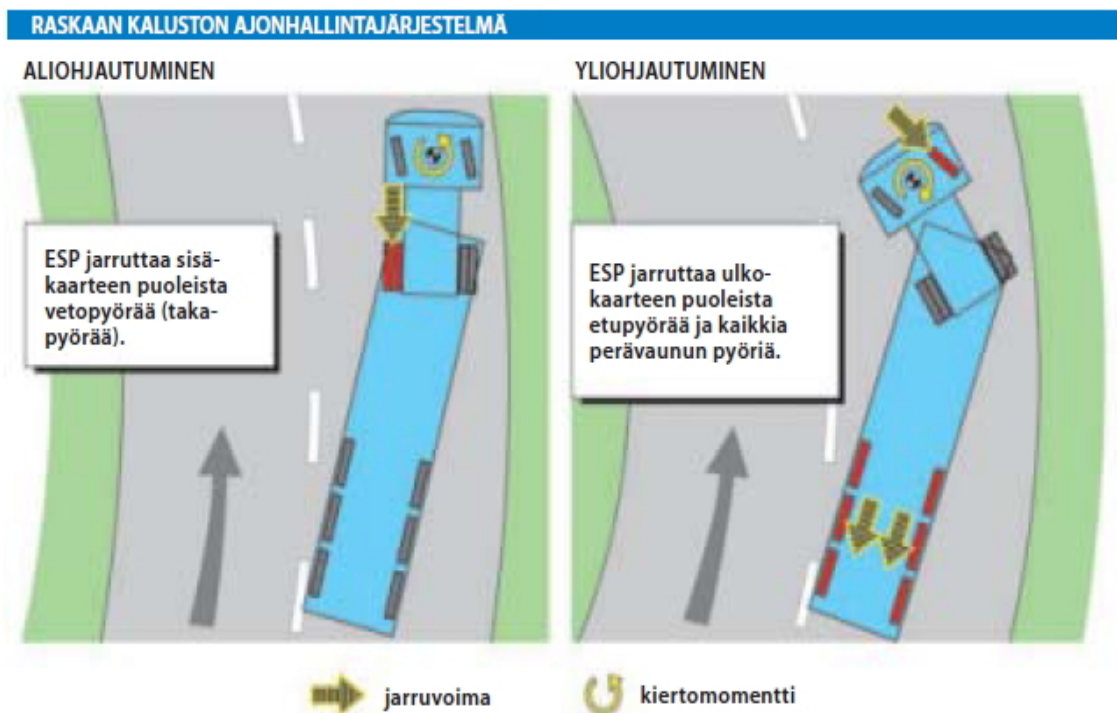 RASKAAN KALUSTON AJONHALLINTAJÄRJESTELMÄ
ALIOHJAUTUMINEN
ESP jarruttaa sisä-
kaarteen puoleista
vetopyörää (taka-
pyörää).
YLIOHJAUTUMINEN
ESP jarruttaa ulko-
kaarteen puoleista
etupyörää ja kaikkia
perävaunun pyöriä.
jarruvoima
kiertomomentti